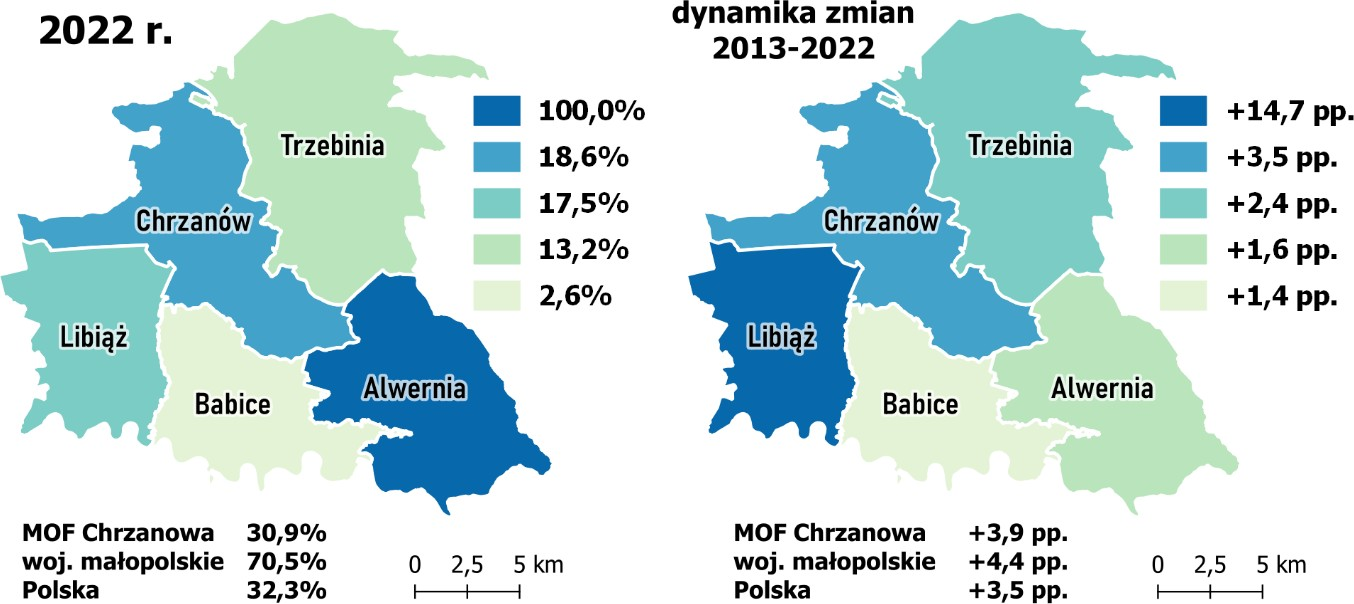 2022 r.
100,0%
18,6%
17,5%
13,2%
2,6%
Trzebinia
Chrzanów
Libiąż
Babice
Alwernia
MOF Chrzanowa 30,9%
woj. małopolskie 70,5%
Polska 32,3%
0 2,5 5 km
dynamika zmian
2013-2022
+14,7 pp.
+3,5 pp.
+2,4 pp.
+1,6 pp.
+1,4 pp.
Trzebinia
Chrzanów
Libiąż
Babice
Alwernia
MOF Chrzanowa +3,9 pp.
woj. małopolskie +4,4 pp.
Polska +3,5 pp.
0 2,5 5 km